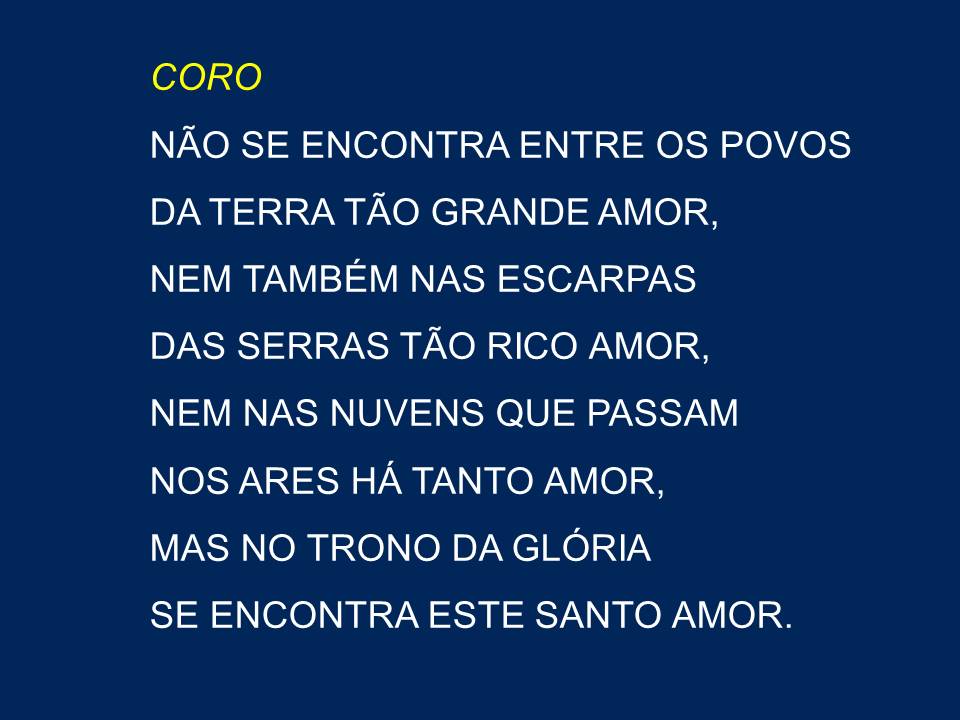 CORO
NÃO SE ENCONTRA ENTRE OS POVOS
DA TERRA TÃO GRANDE AMOR,
NEM TAMBÉM NAS ESCARPAS
DAS SERRAS TÃO RICO AMOR,
NEM NAS NUVENS QUE PASSAM
NOS ARES HÁ TANTO AMOR,
MAS NO TRONO DA GLÓRIA
SE ENCONTRA ESTE SANTO AMOR.